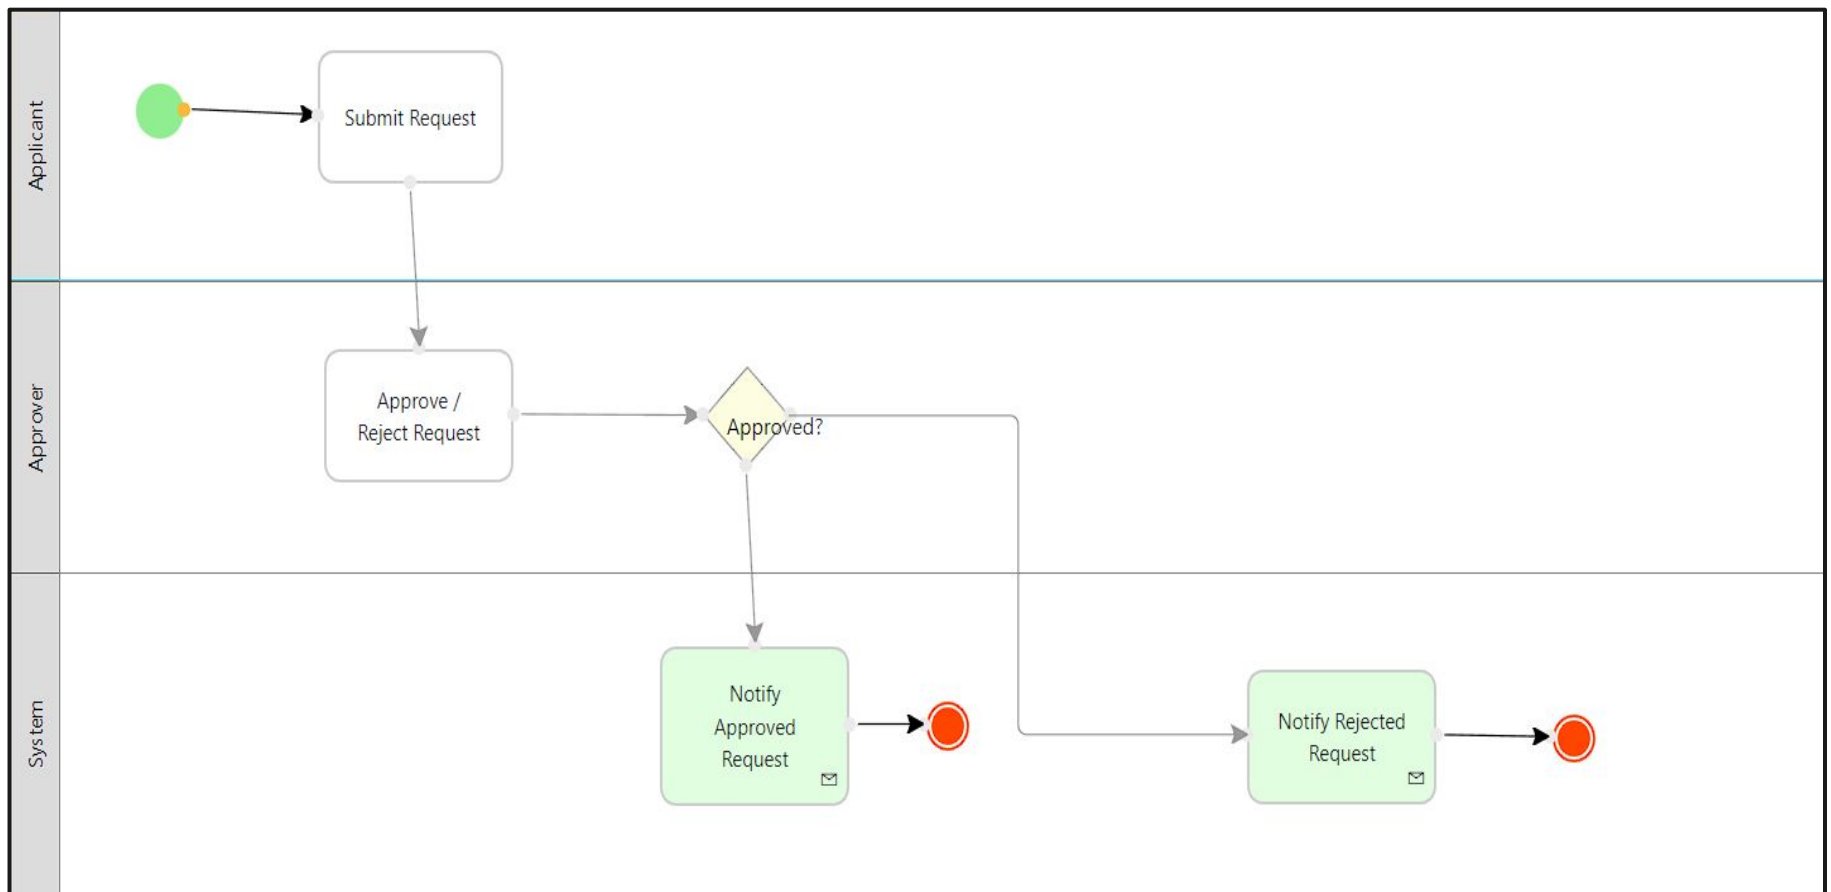 Applicant
Submit Request
Approver
Approve /
Reject Request
Approved?
System
Notify
Approved
Request
Notify Rejected
Request